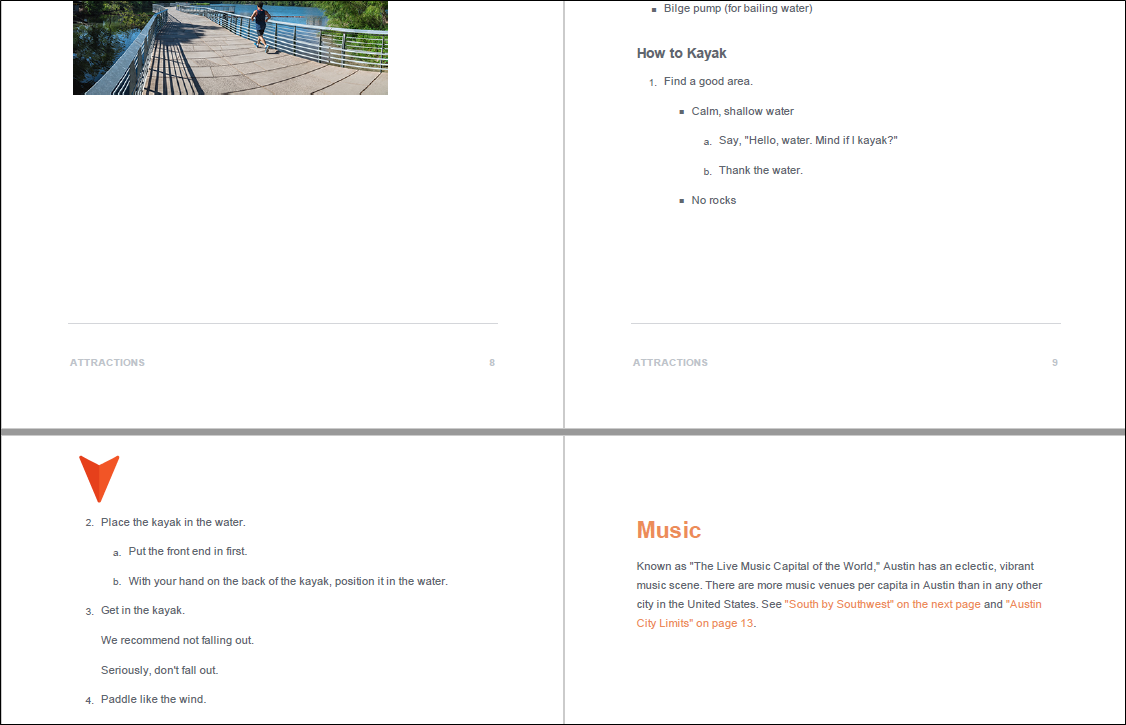 ATTRACTIONS 8
▪ Bilge pump (for bailing water)
How to Kayak
1. Find a good area.
▪ Calm, shallow water
a. Say, "Hello, water. Mind if I kayak?"
b. Thank the water.
▪ No rocks
ATTRACTIONS 9
2. Place the kayak in the water.
a. Put the front end in first.
b. With your hand on the back of the kayak, position it in the water.
3. Get in the kayak.
We recommend not falling out.
Seriously, don't fall out.
4. Paddle like the wind.
Music
Known as "The Live Music Capital of the World," Austin has an eclectic, vibrant
music scene. There are more music venues per capita in Austin than in any other
city in the United States. See "South by Southwest" on the next page and "Austin
City Limits" on page 13.